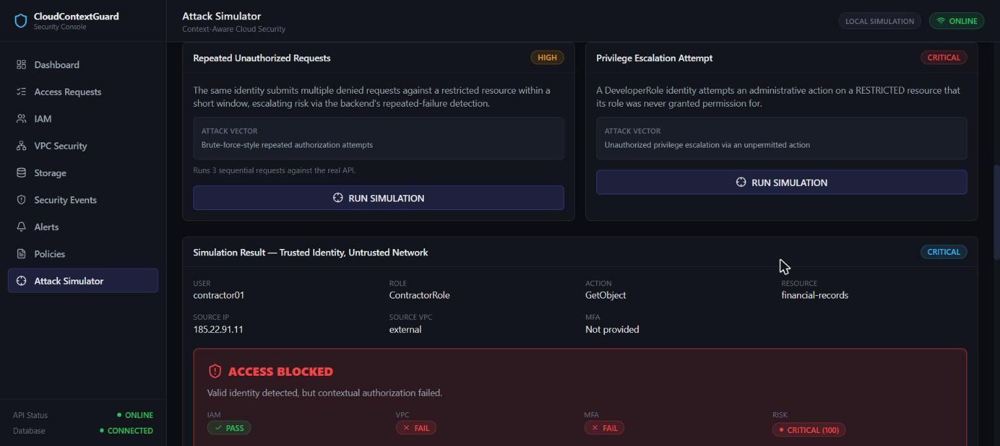 CloudContextGuard
Security Console
Dashboard
Access Requests
IAM
VPC Security
Storage
Security Events
Alerts
Policies
Attack Simulator
API Status
ONLINE
Database
CONNECTED
Attack Simulator
Context-Aware Cloud Security
LOCAL SIMULATION
ONLINE
Repeated Unauthorized Requests
HIGH
The same identity submits multiple denied requests against a restricted resource within a
short window, escalating risk via the backend's repeated-failure detection.
ATTACK VECTOR
Brute-force-style repeated authorization attempts
Runs 3 sequential requests against the real API.
RUN SIMULATION
Privilege Escalation Attempt
CRITICAL
A DeveloperRole identity attempts an administrative action on a RESTRICTED resource that
its role was never granted permission for.
ATTACK VECTOR
Unauthorized privilege escalation via an unpermitted action
RUN SIMULATION
Simulation Result — Trusted Identity, Untrusted Network
CRITICAL
USER
contractor01
ROLE
ContractorRole
ACTION
GetObject
RESOURCE
financial-records
SOURCE IP
185.22.91.11
SOURCE VPC
external
MFA
Not provided
ACCESS BLOCKED
Valid identity detected, but contextual authorization failed.
IAM
PASS
VPC
FAIL
MFA
FAIL
RISK
CRITICAL (100)